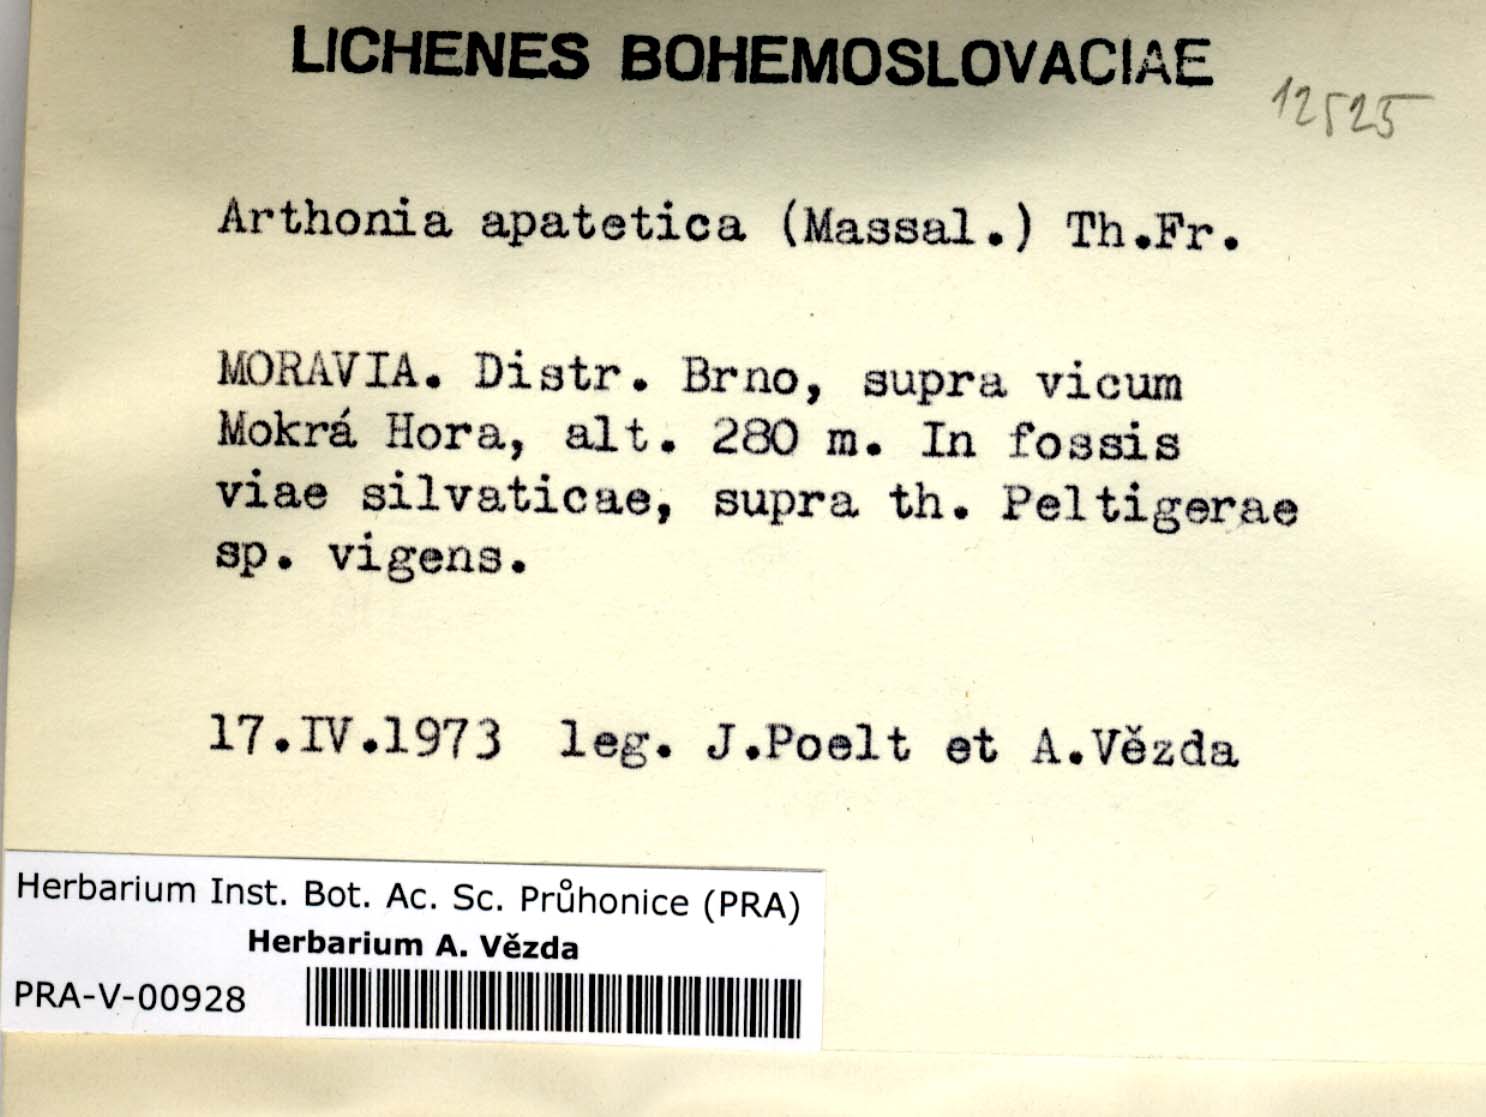 LICHENES BOHEMOSLOVACIAE
12525
Arthonia apatetica (Massal.) Th.Fr.
MORAVIA. Distr. Brno, supra vicum
Mokrá Hora, alt. 280 m. In fossis
viae silvaticae, supra th. Peltigerae
sp. vigens.
17.IV.1973 leg. J.Poelt et A.Vězda
Herbarium Inst. Bot. Ac. Sc. Průhonice (PRA)
Herbarium A. Vězda
PRA-V-00928